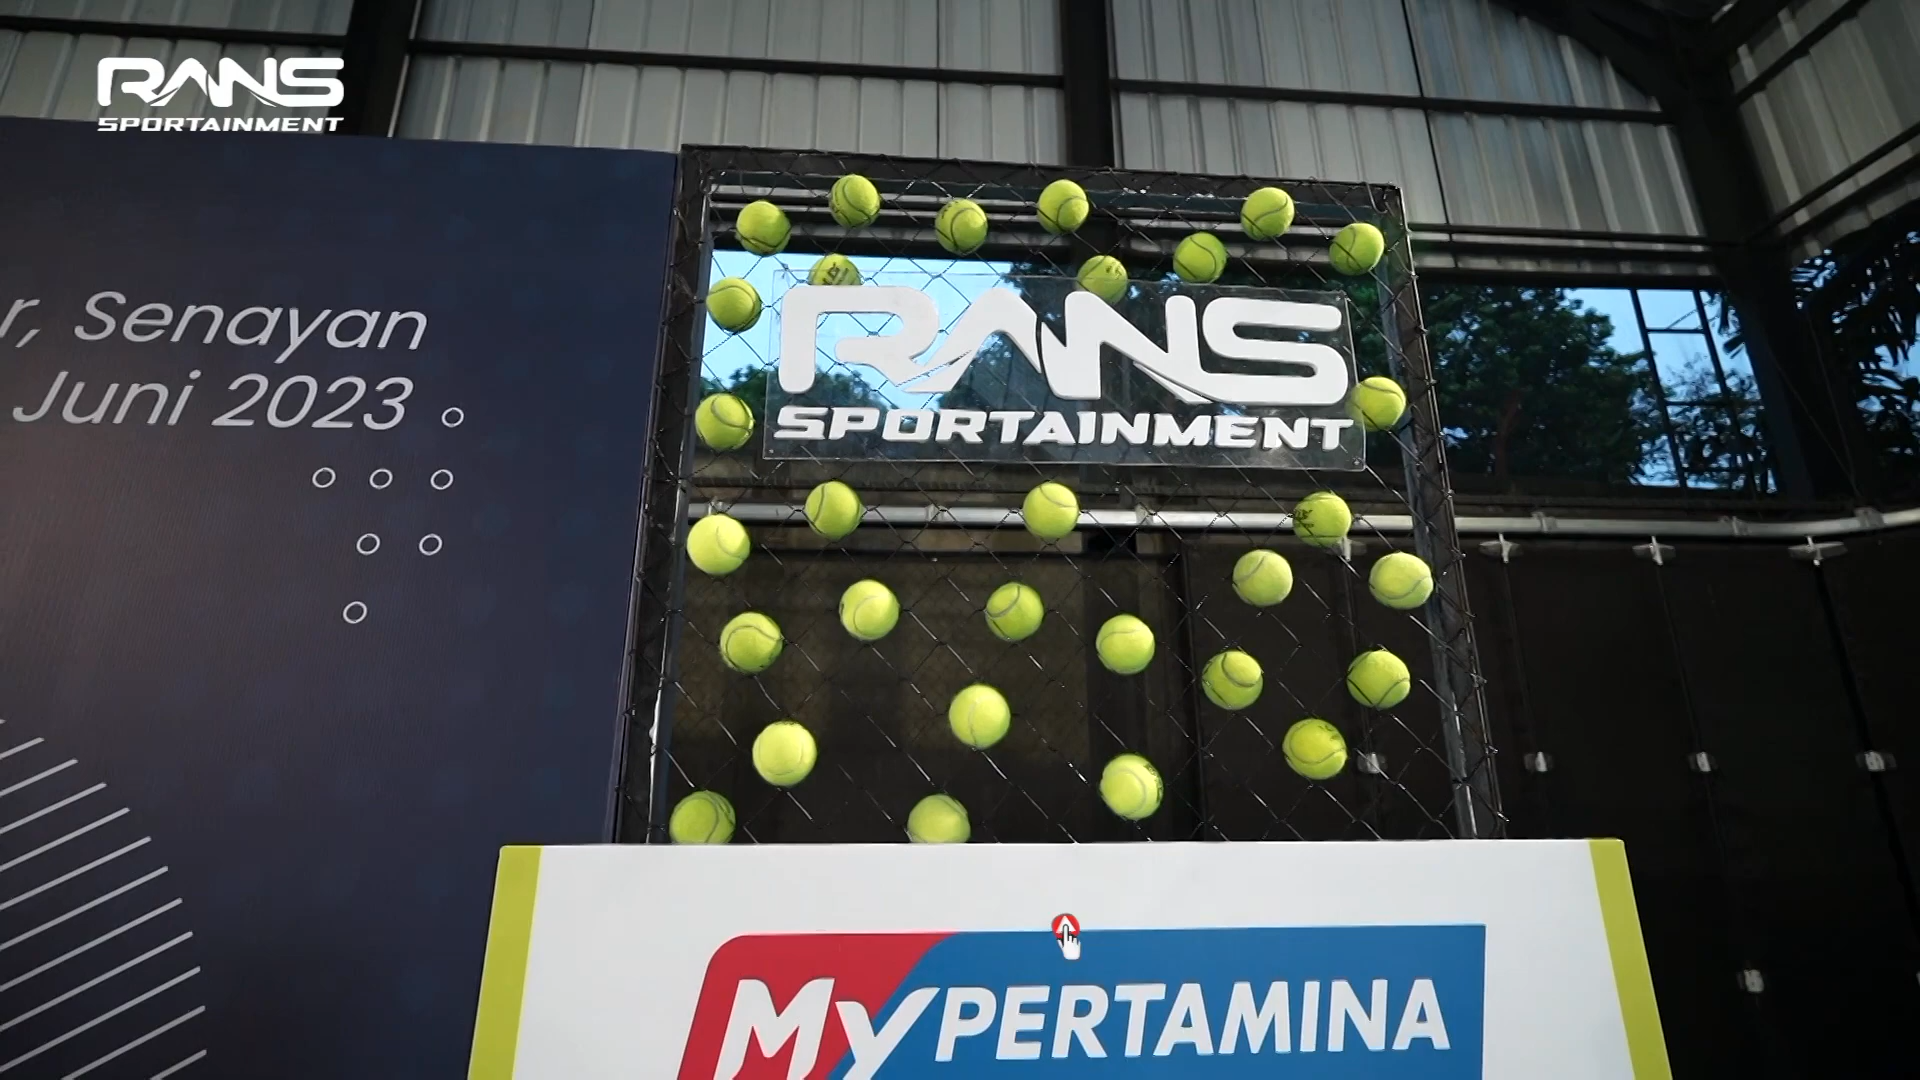 RANS
SPORTAINMENT
r, Senayan
Juni 2023
RANS
SPORTAINMENT
MyPERTAMINA